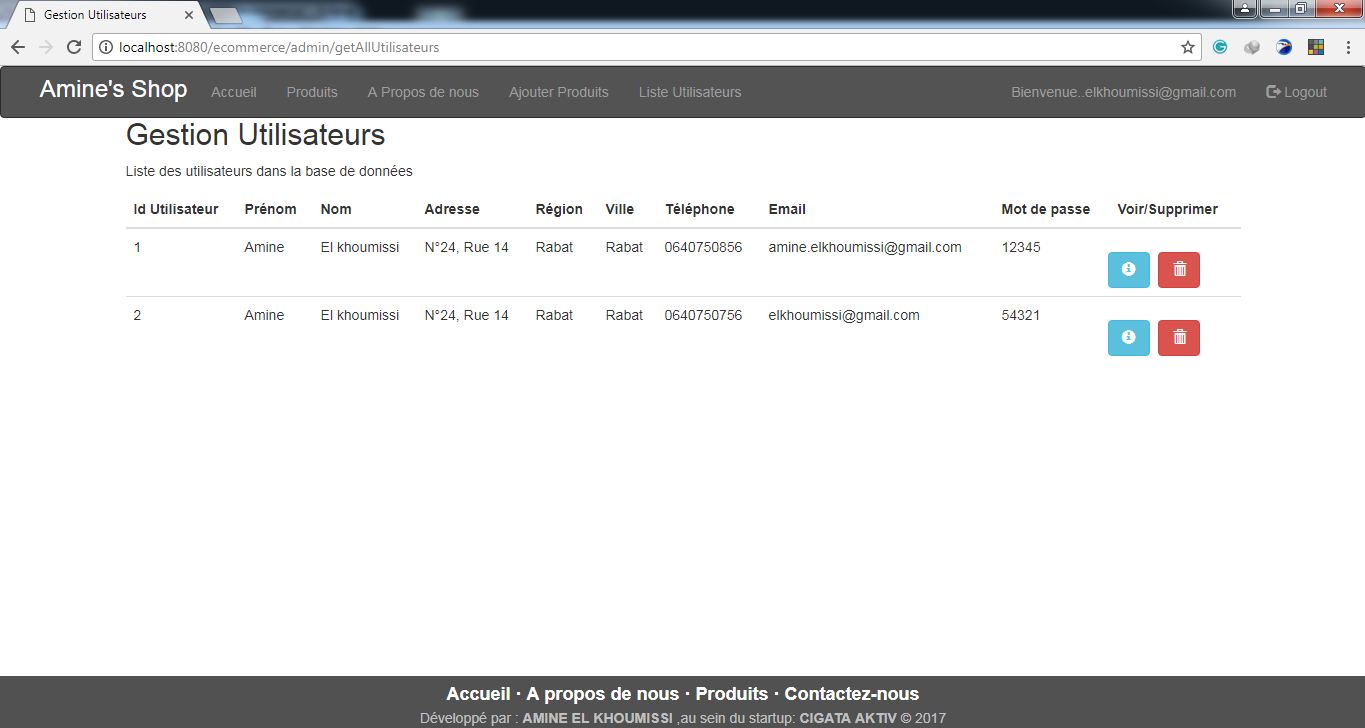 Gestion Utilisateurs
localhost:8080/ecommerce/admin/getAllUtilisateurs
Amine's Shop Accueil Produits A Propos de nous Ajouter Produits Liste Utilisateurs Bienvenue..elkhoumissi@gmail.com Logout
Gestion Utilisateurs
Liste des utilisateurs dans la base de données
Id Utilisateur Prénom Nom Adresse Région Ville Téléphone Email Mot de passe Voir/Supprimer
1 Amine El khoumissi N°24, Rue 14 Rabat Rabat 0640750856 amine.elkhoumissi@gmail.com 12345
2 Amine El khoumissi N°24, Rue 14 Rabat Rabat 0640750756 elkhoumissi@gmail.com 54321
Accueil · A propos de nous · Produits · Contactez-nous
Développé par : AMINE EL KHOUMISSI ,au sein du startup: CIGATA AKTIV © 2017